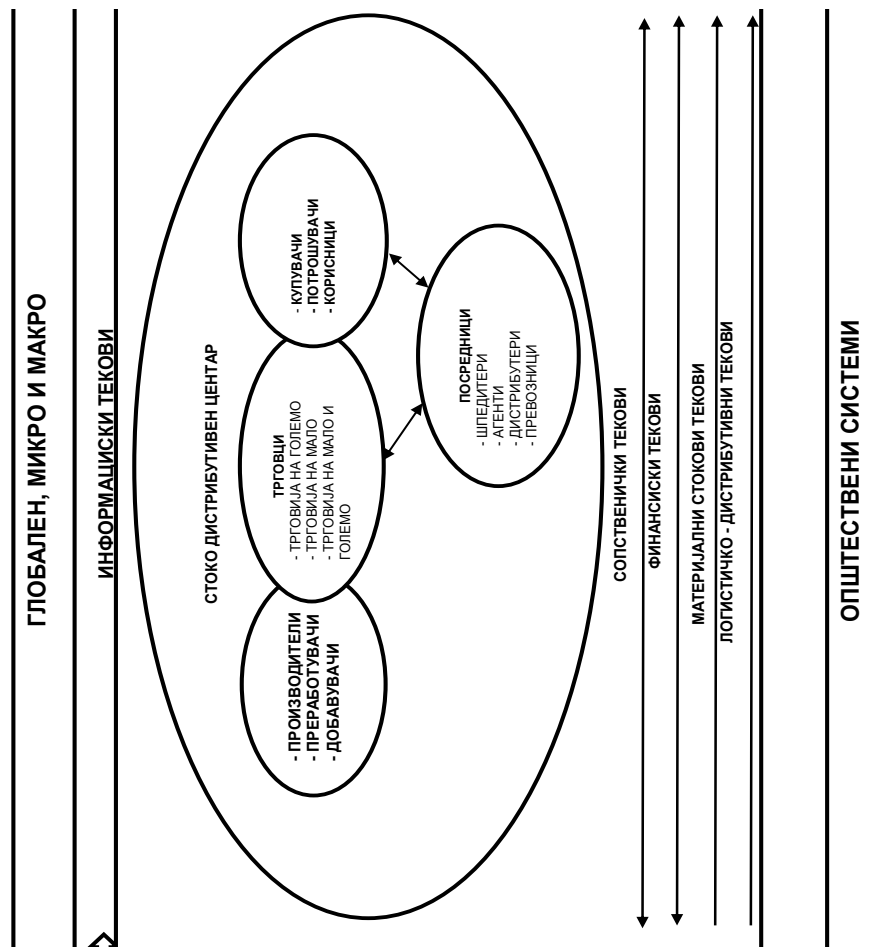 ГЛОБАЛЕН, МИКРО И МАКРО
ИНФОРМАЦИСКИ ТЕКОВИ
СТОКО ДИСТРИБУТИВЕН ЦЕНТАР
- ПРОИЗВОДИТЕЛИ
- ПРЕРАБОТУВАЧИ
- ДОБАВУВАЧИ
ТРГОВЦИ
- ТРГОВИЈА НА ГОЛЕМО
- ТРГОВИЈА НА МАЛО
- ТРГОВИЈА НА МАЛО И
ГОЛЕМО
- КУПУВАЧИ
- ПОТРОШУВАЧИ
- КОРИСНИЦИ
ПОСРЕДНИЦИ
- ШПЕДИТЕРИ
- АГЕНТИ
- ДИСТРИБУТЕРИ
- ПРЕВОЗНИЦИ
СОПСТВЕНИЧКИ ТЕКОВИ
ФИНАНСИСКИ ТЕКОВИ
МАТЕРИЈАЛНИ СТОКОВИ ТЕКОВИ
ЛОГИСТИЧКО - ДИСТРИБУТИВНИ ТЕКОВИ
ОПШТЕСТВЕНИ СИСТЕМИ